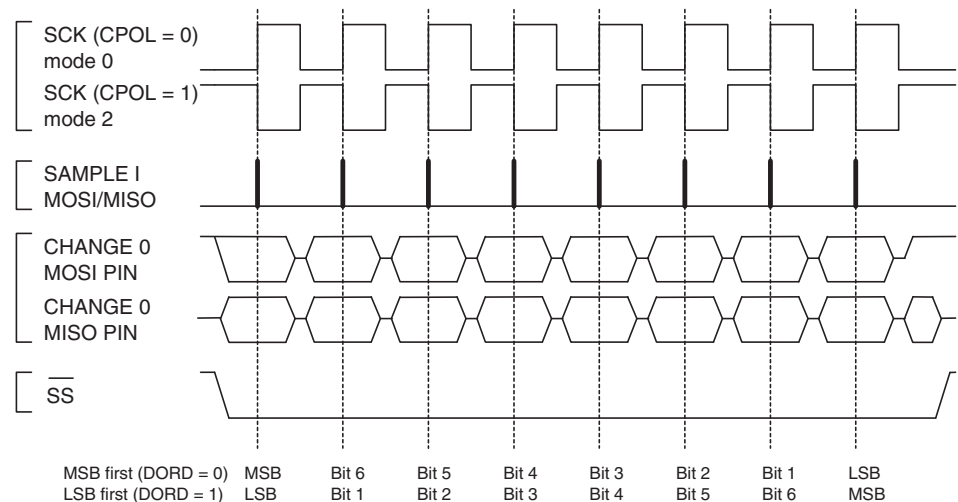 SCK (CPOL = 0)
mode 0
SCK (CPOL = 1)
mode 2
SAMPLE I
MOSI/MISO
CHANGE 0
MOSI PIN
CHANGE 0
MISO PIN
SS
MSB first (DORD = 0) MSB Bit 6 Bit 5 Bit 4 Bit 3 Bit 2 Bit 1 LSB
LSB first (DORD = 1) LSB Bit 1 Bit 2 Bit 3 Bit 4 Bit 5 Bit 6 MSB